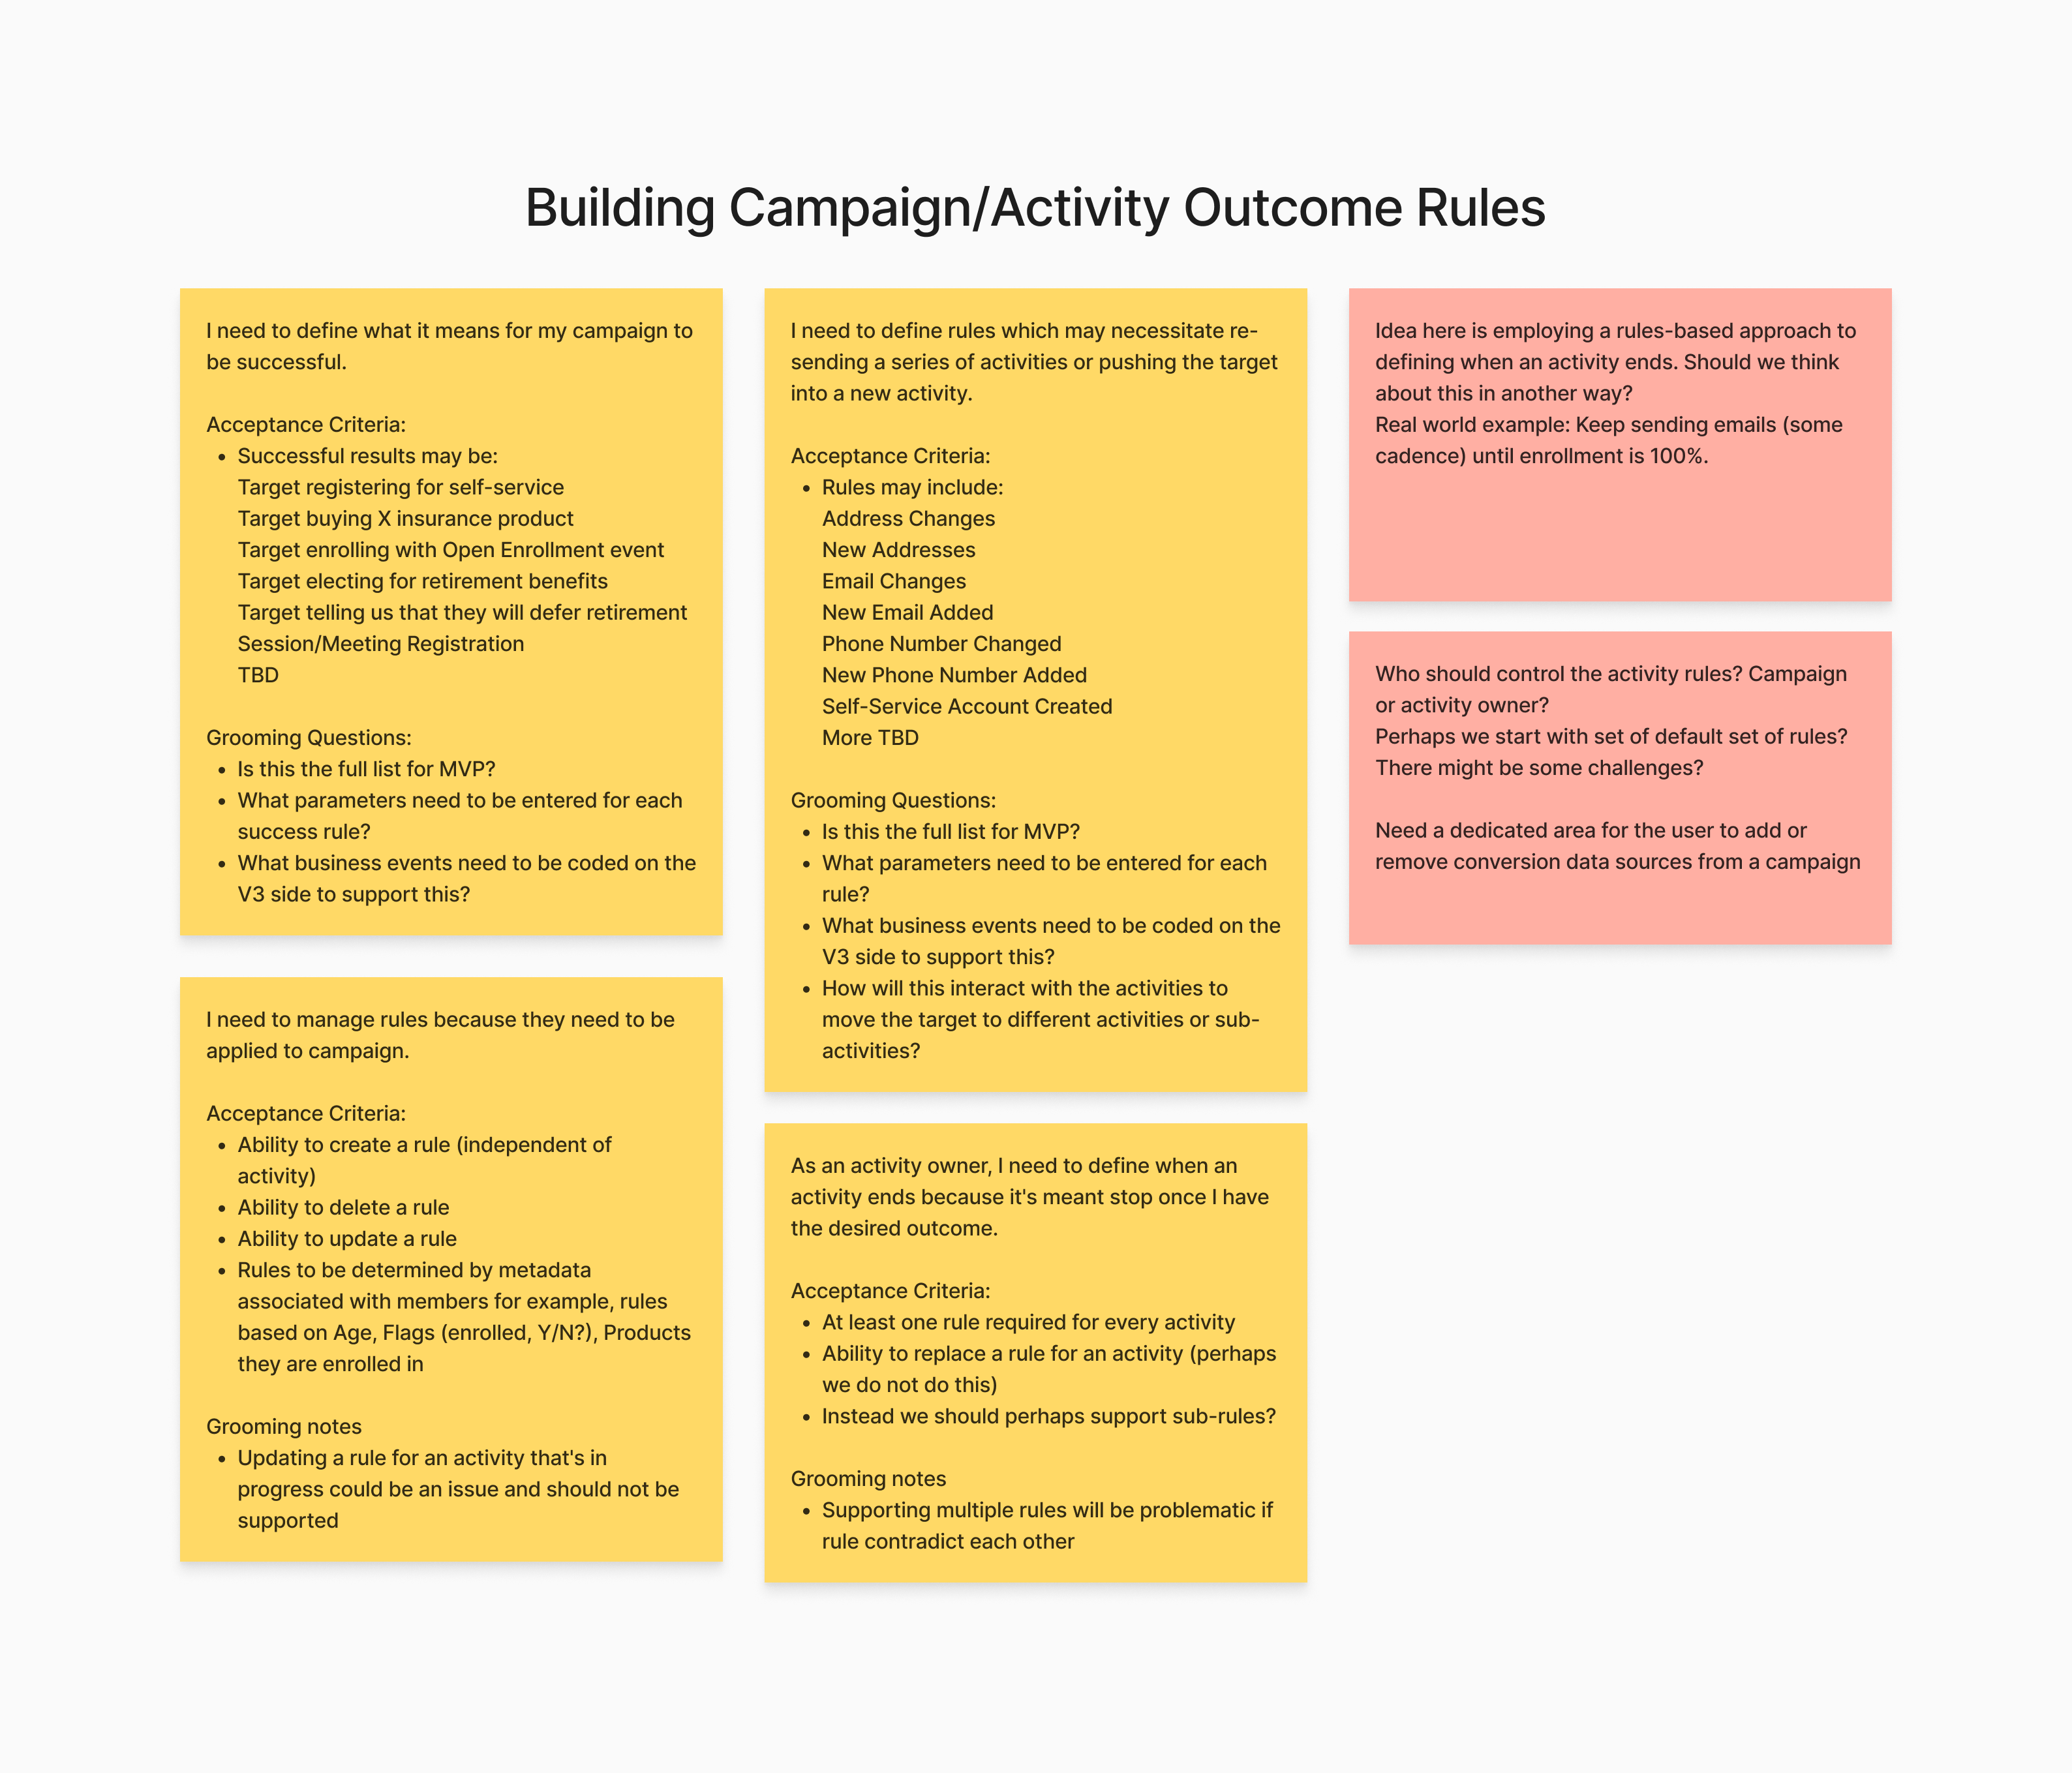 Building Campaign/Activity Outcome Rules
I need to define what it means for my campaign to
be successful.
Acceptance Criteria:
• Successful results may be:
Target registering for self-service
Target buying X insurance product
Target enrolling with Open Enrollment event
Target electing for retirement benefits
Target telling us that they will defer retirement
Session/Meeting Registration
TBD
Grooming Questions:
• Is this the full list for MVP?
• What parameters need to be entered for each
success rule?
• What business events need to be coded on the
V3 side to support this?
I need to manage rules because they need to be
applied to campaign.
Acceptance Criteria:
• Ability to create a rule (independent of
activity)
• Ability to delete a rule
• Ability to update a rule
• Rules to be determined by metadata
associated with members for example, rules
based on Age, Flags (enrolled, Y/N?), Products
they are enrolled in
Grooming notes
• Updating a rule for an activity that's in
progress could be an issue and should not be
supported
I need to define rules which may necessitate re-
sending a series of activities or pushing the target
into a new activity.
Acceptance Criteria:
• Rules may include:
Address Changes
New Addresses
Email Changes
New Email Added
Phone Number Changed
New Phone Number Added
Self-Service Account Created
More TBD
Grooming Questions:
• Is this the full list for MVP?
• What parameters need to be entered for each
rule?
• What business events need to be coded on the
V3 side to support this?
• How will this interact with the activities to
move the target to different activities or sub-
activities?
As an activity owner, I need to define when an
activity ends because it's meant stop once I have
the desired outcome.
Acceptance Criteria:
• At least one rule required for every activity
• Ability to replace a rule for an activity (perhaps
we do not do this)
• Instead we should perhaps support sub-rules?
Grooming notes
• Supporting multiple rules will be problematic if
rule contradict each other
Idea here is employing a rules-based approach to
defining when an activity ends. Should we think
about this in another way?
Real world example: Keep sending emails (some
cadence) until enrollment is 100%.
Who should control the activity rules? Campaign
or activity owner?
Perhaps we start with set of default set of rules?
There might be some challenges?
Need a dedicated area for the user to add or
remove conversion data sources from a campaign